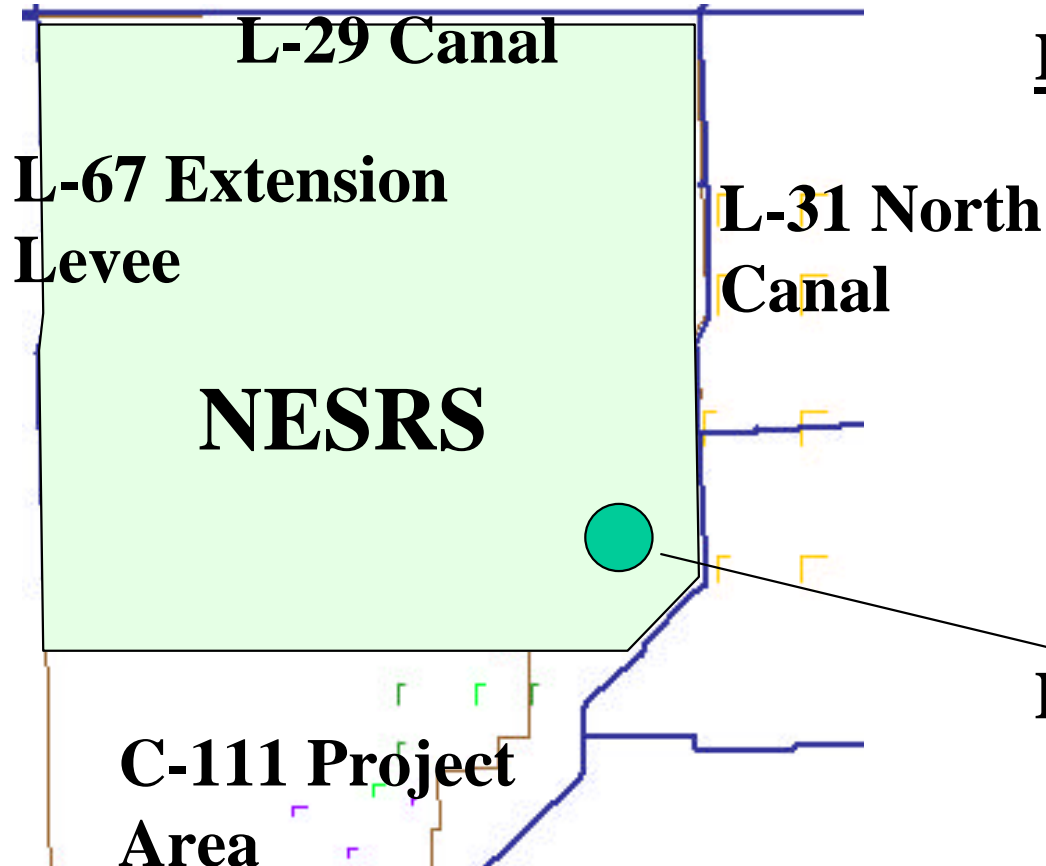 L-29 Canal
L-67 Extension
Levee
L-31 North
Canal
NESRS
C-111 Project
Area